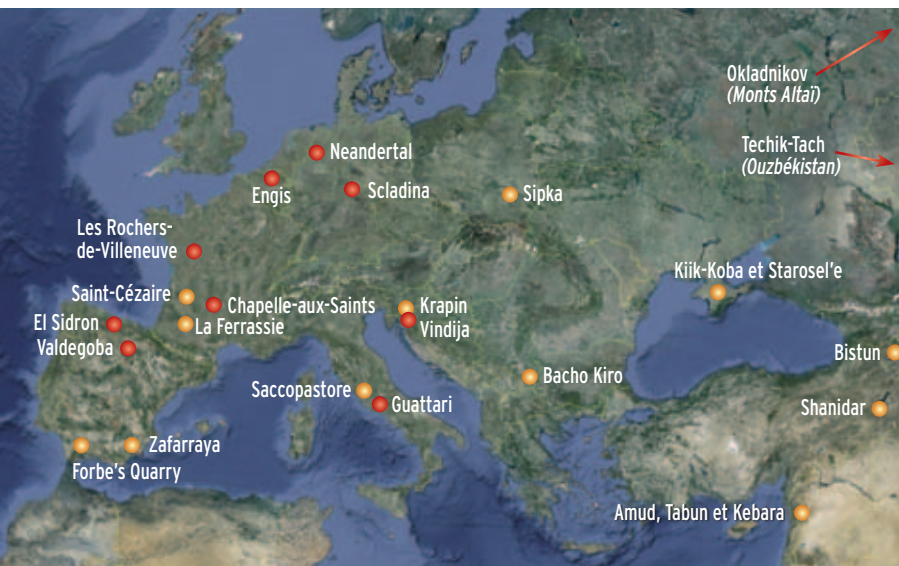 Okladnikov
(Monts Altaï)
Techik-Tach
(Ouzbékistan)
Neandertal
Engis
Scladina
Sipka
Les Rochers-
de-Villeneuve
Kiik-Koba et Starosel'e
Saint-Cézaire
Chapelle-aux-Saints
Krapin
El Sidron
La Ferrassie
Vindija
Valdegoba
Bistun
Bacho Kiro
Saccopastore
Guattari
Shanidar
Zafarraya
Forbe's Quarry
Amud, Tabun et Kebara